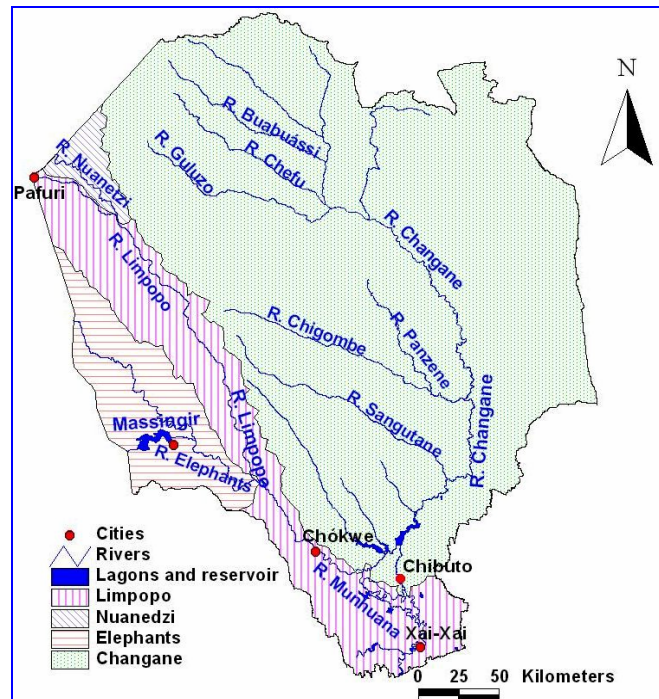 N
R. Buabuássi
R. Chefu
R. Guluzo
R. Nuanetzi
Pafuri
R. Changane
R. Limpopo
R. Chigombe
R. Panzene
R. Sangutane
R. Limpopo
R. Changane
Massingir
R. Elephants
Chókwe
Chibuto
R. Munhuana
Xai-Xai
Cities
Rivers
Lagons and reservoir
Limpopo
Nuanedzi
Elephants
Changane
0 25 50 Kilometers